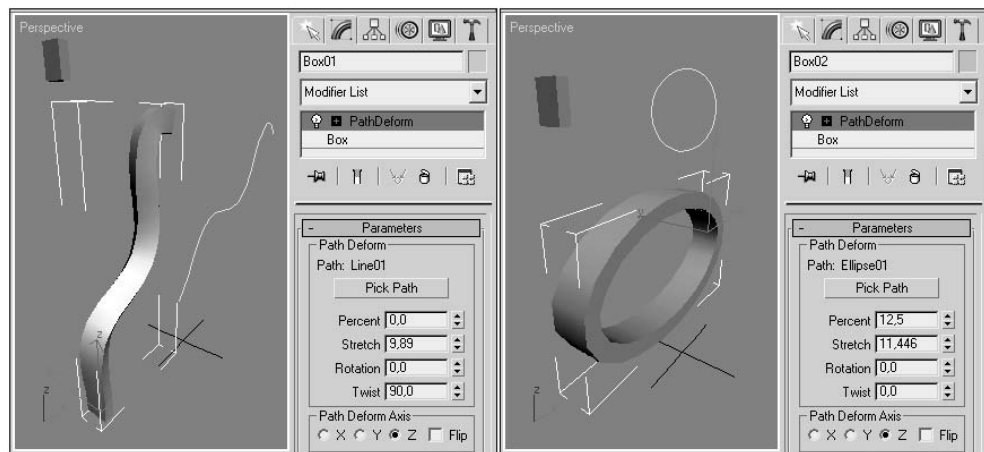 Perspective
Z
Z
Box01
Modifier List
PathDeform
Box
- Parameters
Path Deform
Path: Line01
Pick Path
Percent 0,0
Stretch 9,89
Rotation 0,0
Twist 90,0
Path Deform Axis
X Y Z Flip
Perspective
Z
Box02
Modifier List
PathDeform
Box
- Parameters
Path Deform
Path: Ellipse01
Pick Path
Percent 12,5
Stretch 11,446
Rotation 0,0
Twist 0,0
Path Deform Axis
X Y Z Flip